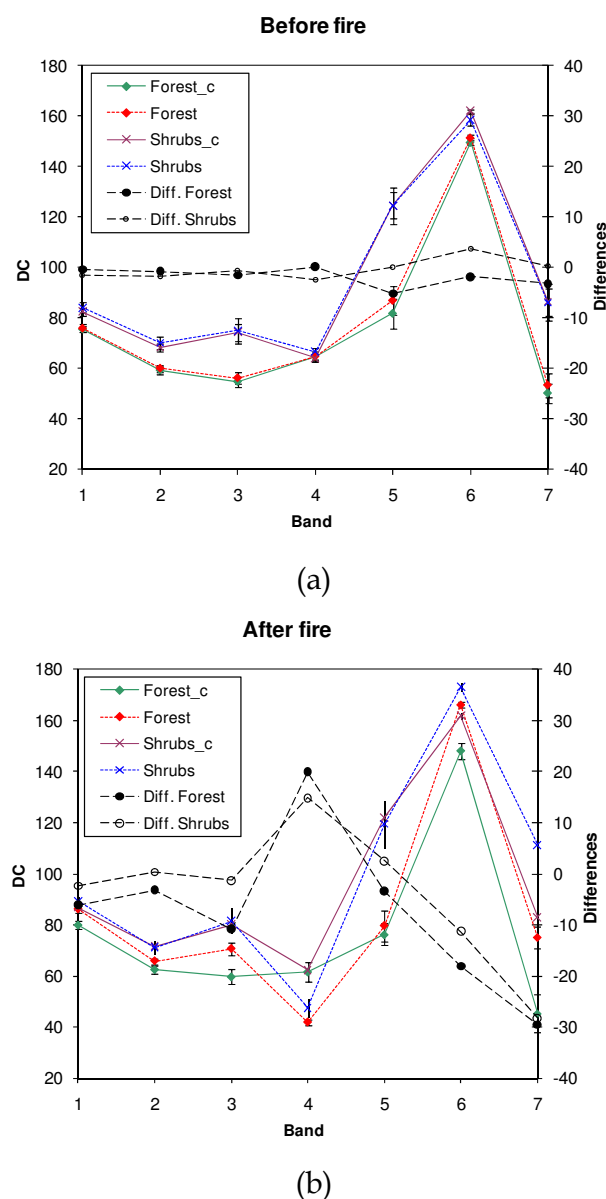 Before fire
180
160
140
120
100
80
60
40
20
DC
Forest_c
Forest
Shrubs_c
Shrubs
Diff. Forest
Diff. Shrubs
40
30
20
10
0
-10
-20
-30
-40
Differences
1 2 3 4 5 6 7
Band
(a)
After fire
180
160
140
120
100
80
60
40
20
DC
Forest_c
Forest
Shrubs_c
Shrubs
Diff. Forest
Diff. Shrubs
40
30
20
10
0
-10
-20
-30
-40
Differences
1 2 3 4 5 6 7
Band
(b)